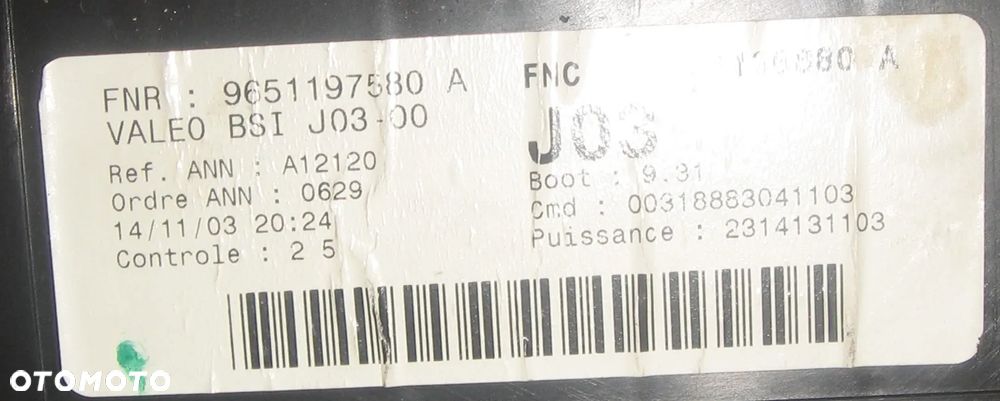 FNR : 9651197580 A
VALEO BSI J03-00
Ref. ANN : A12120
Ordre ANN : 0629
14/11/03 20:24
Controle : 2 5
FNC A
J03
Boot : 9.31
Cmd : 00318883041103
Puissance : 2314131103
OTOMOTO